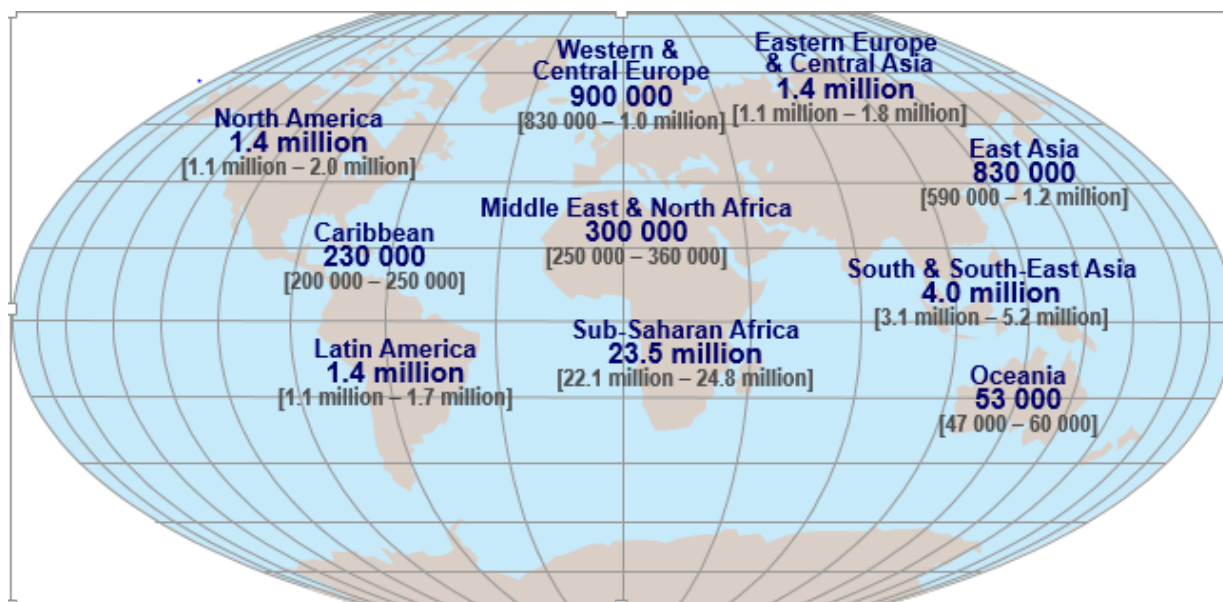 Western &
Central Europe
900 000
[830 000 – 1.0 million]
Eastern Europe
& Central Asia
1.4 million
[1.1 million – 1.8 million]
North America
1.4 million
[1.1 million – 2.0 million]
East Asia
830 000
[590 000 – 1.2 million]
Middle East & North Africa
300 000
[250 000 – 360 000]
Caribbean
230 000
[200 000 – 250 000]
South & South-East Asia
4.0 million
[3.1 million – 5.2 million]
Sub-Saharan Africa
23.5 million
[22.1 million – 24.8 million]
Latin America
1.4 million
[1.1 million – 1.7 million]
Oceania
53 000
[47 000 – 60 000]